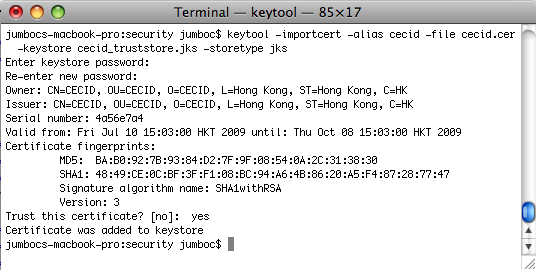 Terminal — keytool — 85×17
jumbocs-macbook-pro:security jumboc$ keytool -importcert -alias cecid -file cecid.cer
-keystore cecid_truststore.jks -storetype jks
Enter keystore password:
Re-enter new password:
Owner: CN=CECID, OU=CECID, O=CECID, L=Hong Kong, ST=Hong Kong, C=HK
Issuer: CN=CECID, OU=CECID, O=CECID, L=Hong Kong, ST=Hong Kong, C=HK
Serial number: 4a56e7a4
Valid from: Fri Jul 10 15:03:00 HKT 2009 until: Thu Oct 08 15:03:00 HKT 2009
Certificate fingerprints:
MD5: BA:B0:92:7B:93:84:D2:7F:9F:08:54:0A:2C:31:38:30
SHA1: 48:49:CE:0C:BF:3F:F1:08:BC:94:A6:4B:86:20:A5:F4:87:28:77:47
Signature algorithm name: SHA1withRSA
Version: 3
Trust this certificate? [no]: yes
Certificate was added to keystore
jumbocs-macbook-pro:security jumboc$